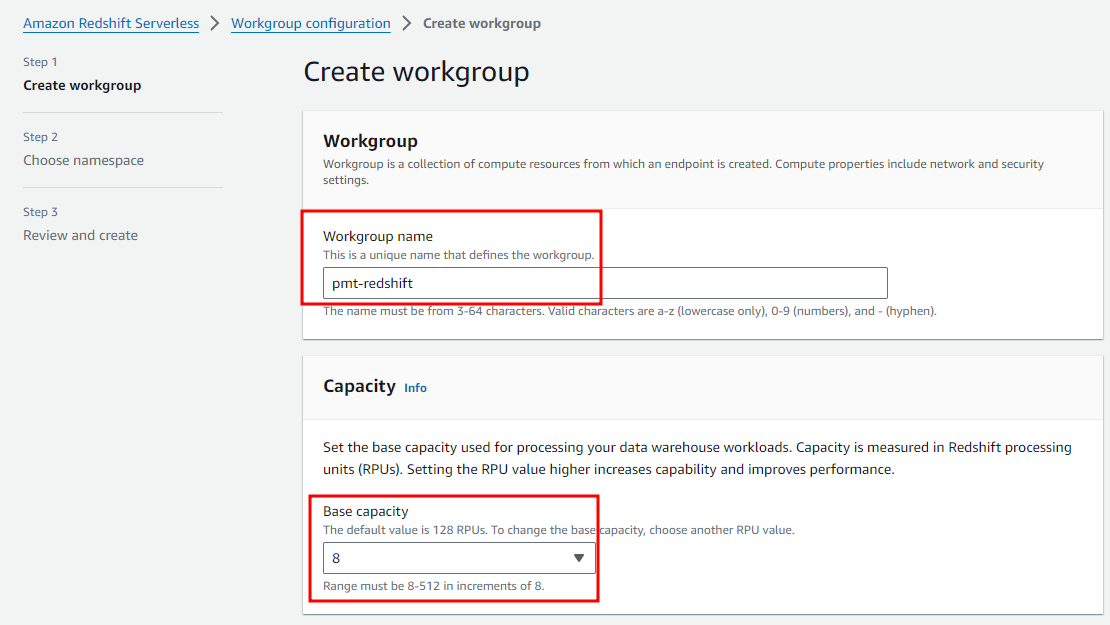 Amazon Redshift Serverless > Workgroup configuration > Create workgroup
Step 1
Create workgroup
Step 2
Choose namespace
Step 3
Review and create
Create workgroup
Workgroup
Workgroup is a collection of compute resources from which an endpoint is created. Compute properties include network and security
settings.
Workgroup name
This is a unique name that defines the workgroup.
pmt-redshift
The name must be from 3-64 characters. Valid characters are a-z (lowercase only), 0-9 (numbers), and - (hyphen).
Capacity Info
Set the base capacity used for processing your data warehouse workloads. Capacity is measured in Redshift processing
units (RPUs). Setting the RPU value higher increases capability and improves performance.
Base capacity
The default value is 128 RPUs. To change the base capacity, choose another RPU value.
8
Range must be 8-512 in increments of 8.